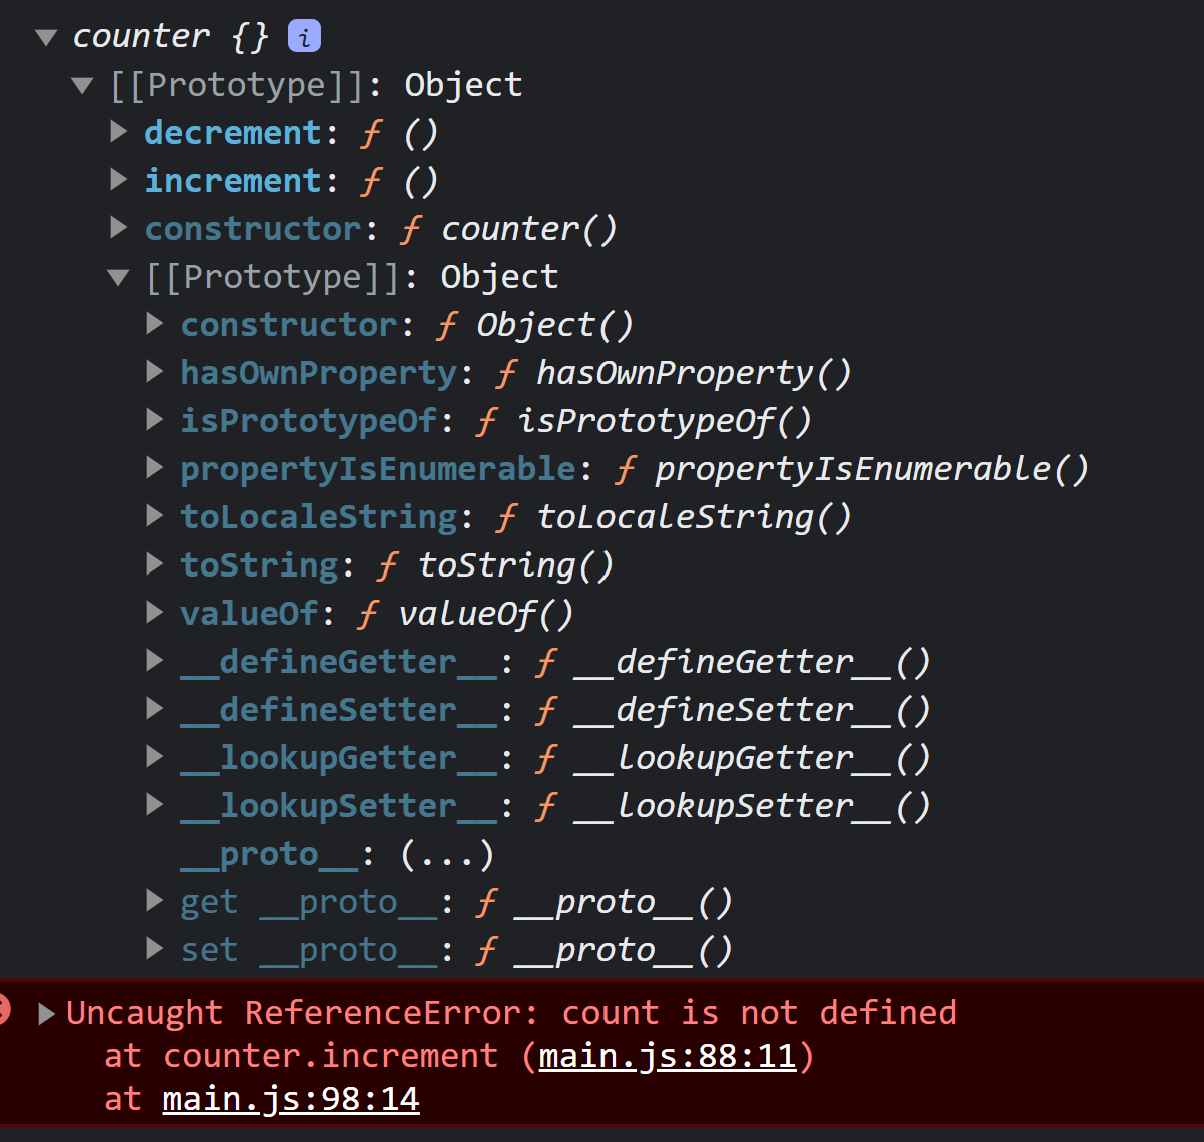 counter {} i
[[Prototype]]: Object
decrement: ƒ ()
increment: ƒ ()
constructor: ƒ counter()
[[Prototype]]: Object
constructor: ƒ Object()
hasOwnProperty: ƒ hasOwnProperty()
isPrototypeOf: ƒ isPrototypeOf()
propertyIsEnumerable: ƒ propertyIsEnumerable()
toLocaleString: ƒ toLocaleString()
toString: ƒ toString()
valueOf: ƒ valueOf()
__defineGetter__: ƒ __defineGetter__()
__defineSetter__: ƒ __defineSetter__()
__lookupGetter__: ƒ __lookupGetter__()
__lookupSetter__: ƒ __lookupSetter__()
__proto__: (...)
get __proto__: ƒ __proto__()
set __proto__: ƒ __proto__()
Uncaught ReferenceError: count is not defined
at counter.increment (main.js:88:11)
at main.js:98:14